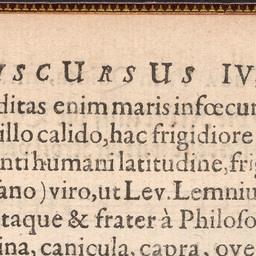 ISCURSUS IV.
ditas enim maris infœcun
illo calido, hac frigidiore
nti humani latitudine, frig
ano) viro, ut Lev. Lemniu
taque & frater à Philoso
ina, canicula, capra, ove